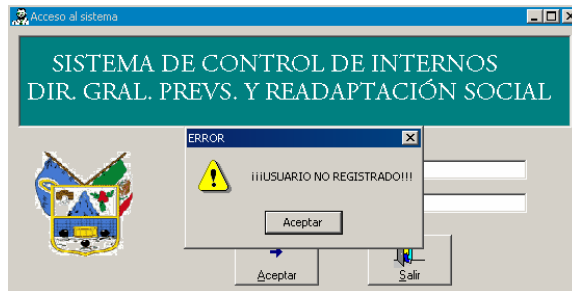 Acceso al sistema
SISTEMA DE CONTROL DE INTERNOS
DIR. GRAL. PREVS. Y READAPTACIÓN SOCIAL
ERROR
¡¡¡USUARIO NO REGISTRADO!!!
Aceptar
Aceptar
Salir